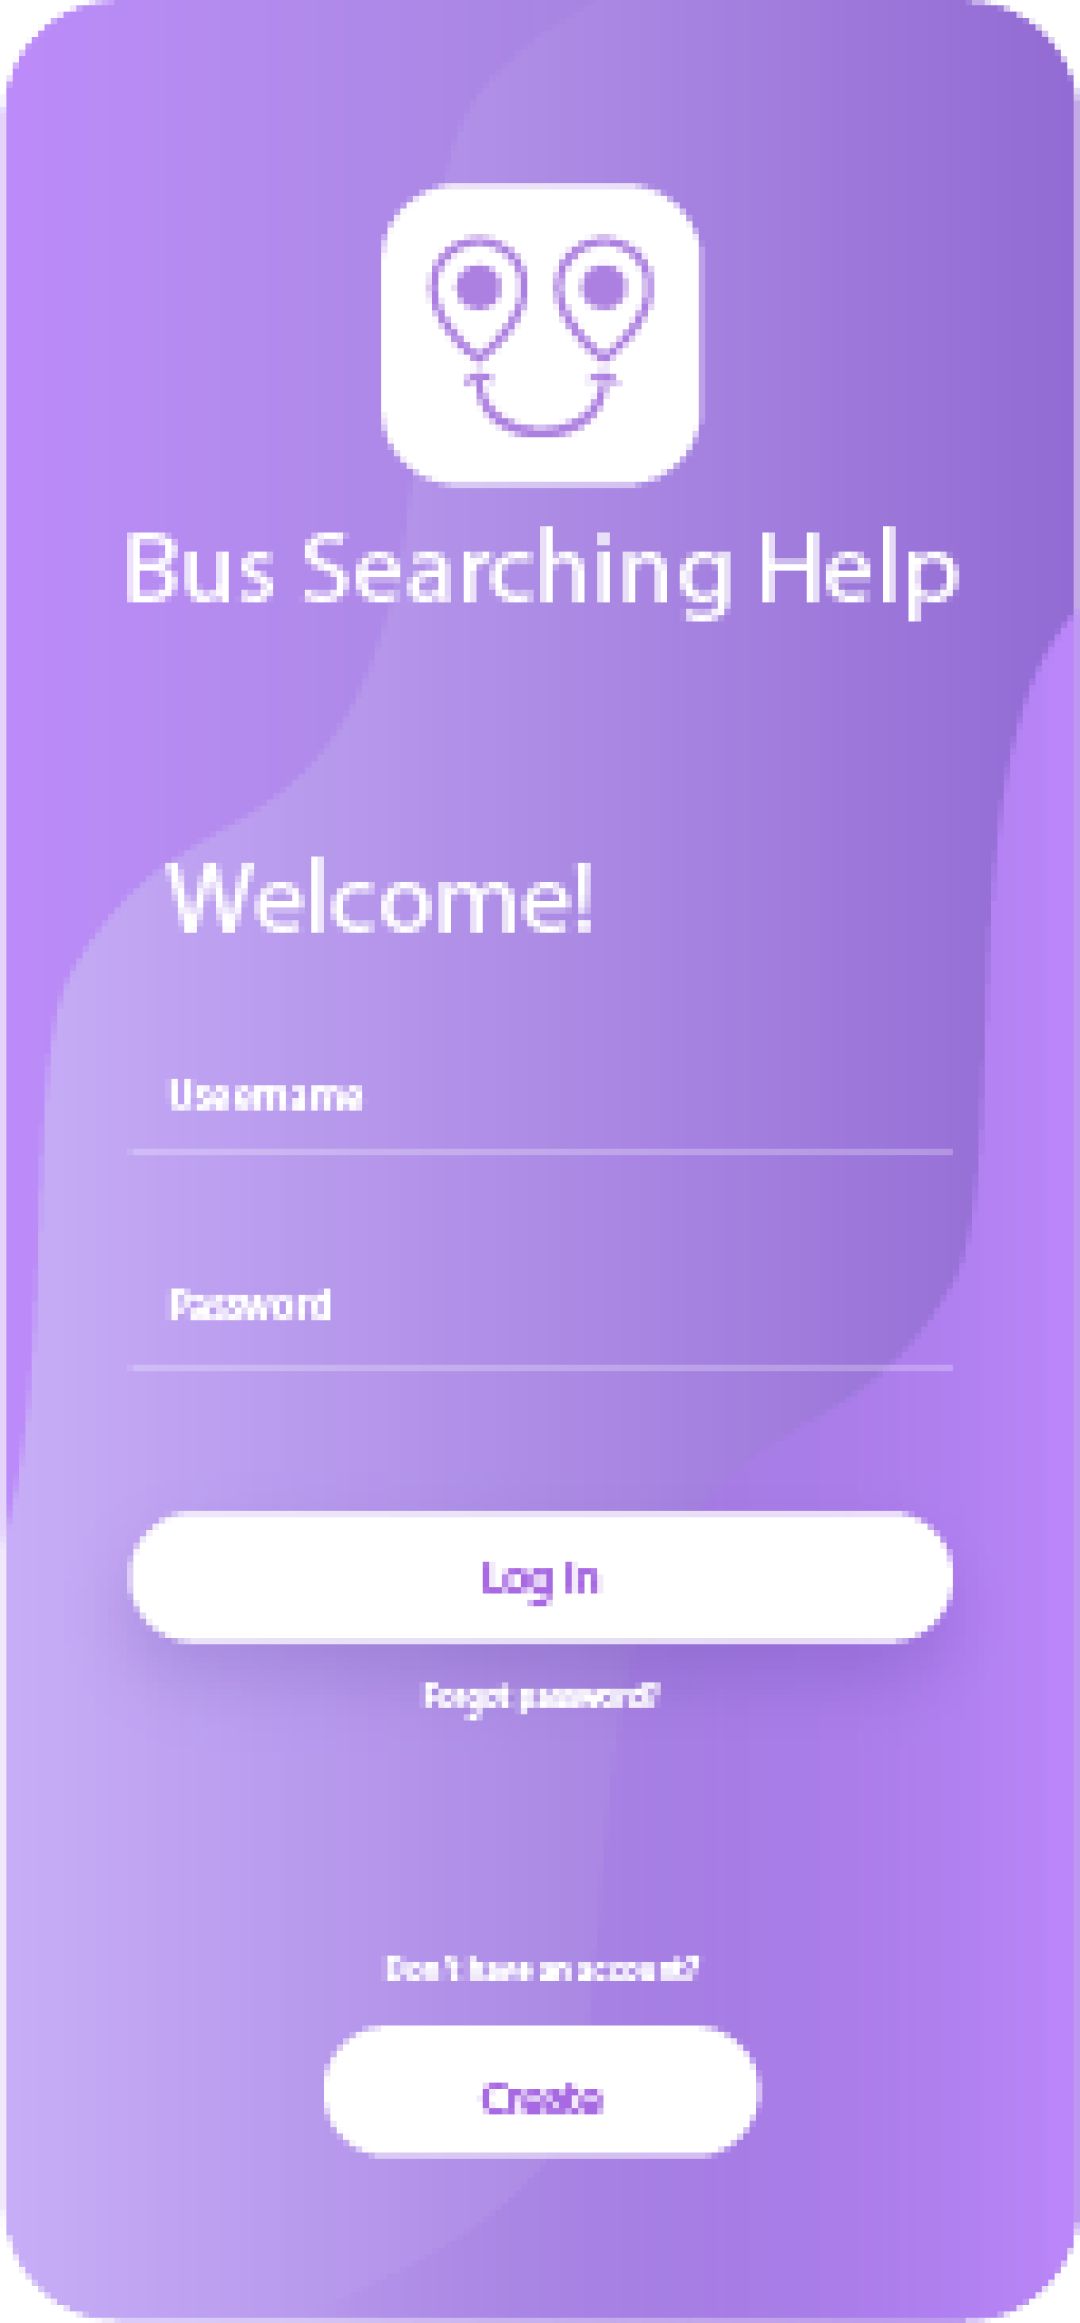 Bus Searching Help
Welcome!
Username
Password
Log In
Forgot password?
Don't have an account?
Create